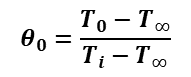 θ₀ = (T₀ − T∞) / (Tᵢ − T∞)